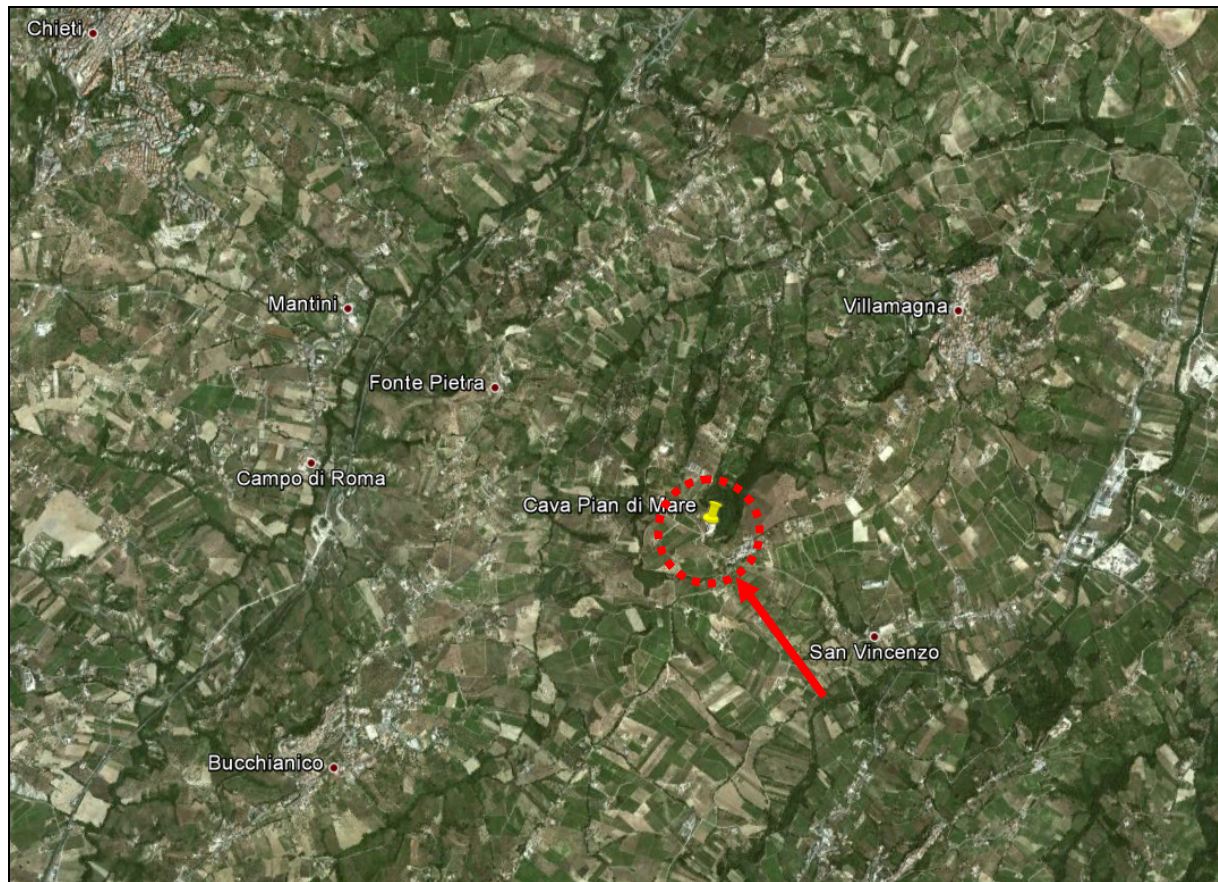 Chieti
Mantini
Villamagna
Fonte Pietra
Campo di Roma
Cava Pian di Mare
San Vincenzo
Bucchianico